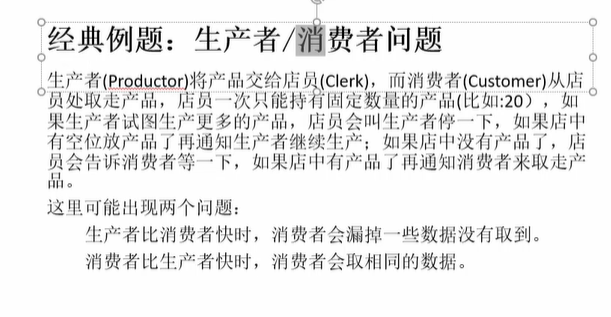 经典例题：生产者/消费者问题
生产者(Productor)将产品交给店员(Clerk)，而消费者(Customer)从店
员处取走产品，店员一次只能持有固定数量的产品(比如:20），如
果生产者试图生产更多的产品，店员会叫生产者停一下，如果店中
有空位放产品了再通知生产者继续生产；如果店中没有产品了，店
员会告诉消费者等一下，如果店中有产品了再通知消费者来取走产
品。
这里可能出现两个问题：
生产者比消费者快时，消费者会漏掉一些数据没有取到。
消费者比生产者快时，消费者会取相同的数据。